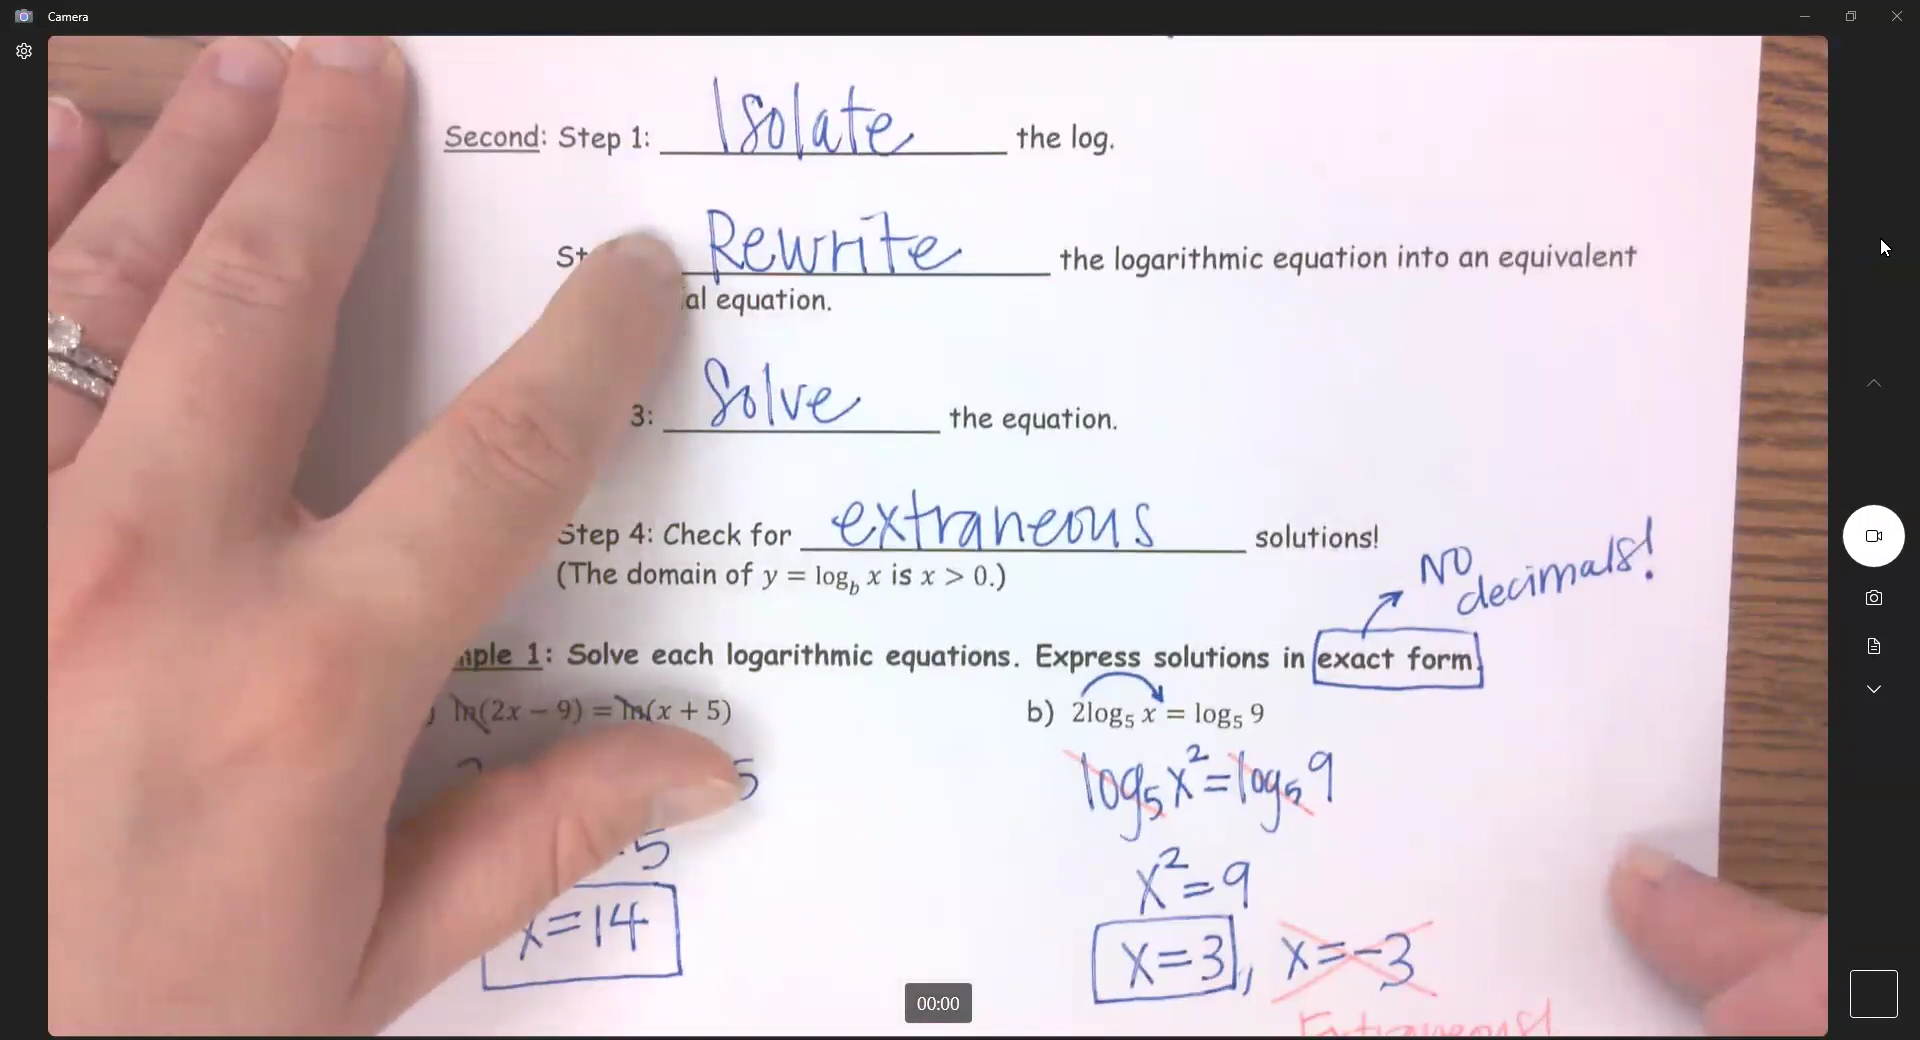 Camera
Second: Step 1: Isolate the log.
Rewrite the logarithmic equation into an equivalent
equation.
3: Solve the equation.
Step 4: Check for extraneous solutions!
(The domain of y = log_b x is x > 0.)
NO
decimals!
1: Solve each logarithmic equations. Express solutions in exact form.
ln(2x − 9) = ln(x + 5)
b) 2log₅ x = log₅ 9
5
log₅ x² = log₅ 9
5
x² = 9
x = 14
x = 3, x = −3
Extraneous!
00:00